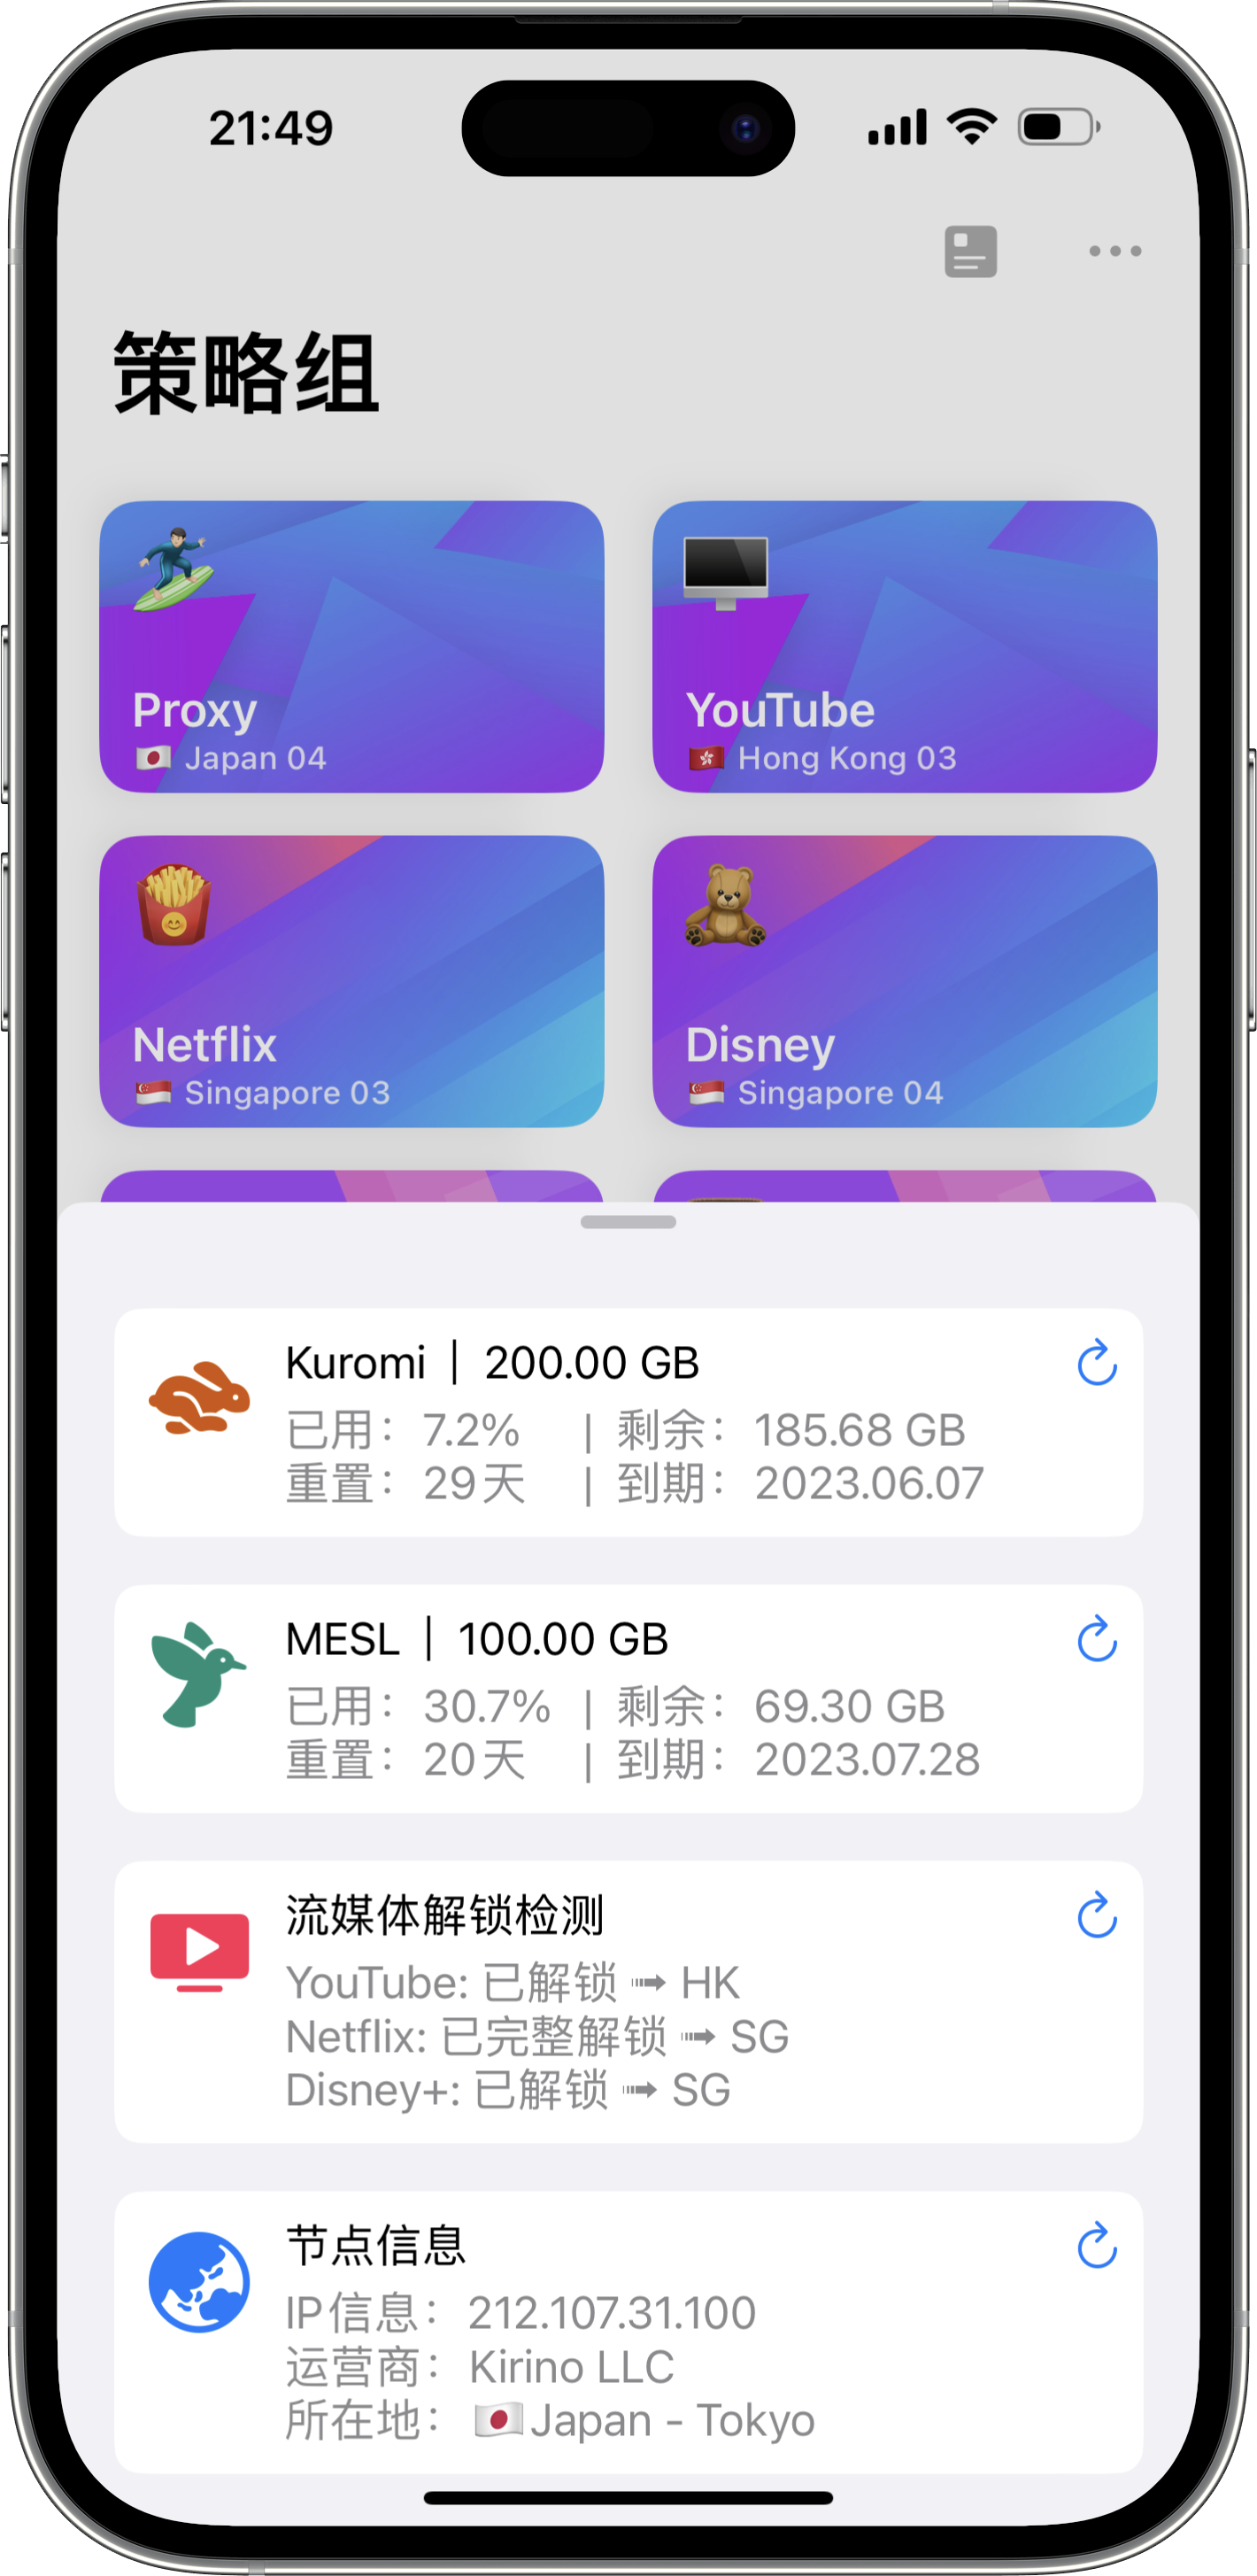 21:49
策略组
Proxy
🇯🇵 Japan 04
YouTube
🇭🇰 Hong Kong 03
Netflix
🇸🇬 Singapore 03
Disney
🇸🇬 Singapore 04
Kuromi | 200.00 GB
已用： 7.2% | 剩余： 185.68 GB
重置： 29天 | 到期： 2023.06.07
MESL | 100.00 GB
已用： 30.7% | 剩余： 69.30 GB
重置： 20天 | 到期： 2023.07.28
流媒体解锁检测
YouTube: 已解锁 ➟ HK
Netflix: 已完整解锁 ➟ SG
Disney+: 已解锁 ➟ SG
节点信息
IP信息： 212.107.31.100
运营商： Kirino LLC
所在地： 🇯🇵Japan - Tokyo